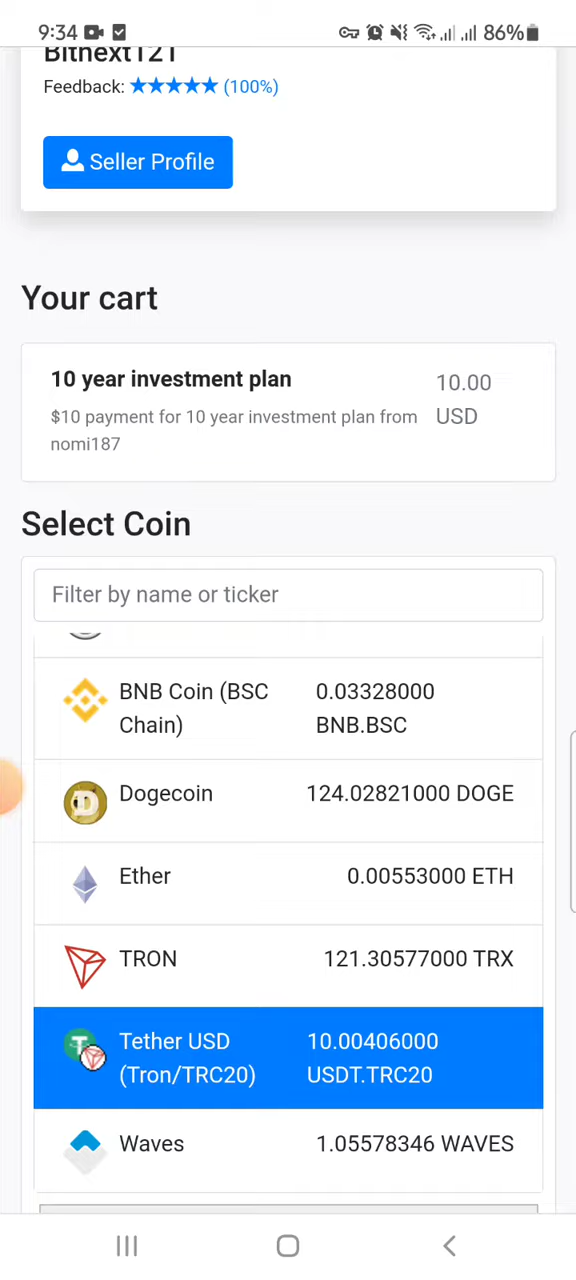 9:34 86%
Bitnext121
Feedback: ★★★★★ (100%)
Seller Profile
Your cart
10 year investment plan 10.00
$10 payment for 10 year investment plan from USD
nomi187
Select Coin
Filter by name or ticker
BNB Coin (BSC 0.03328000
Chain) BNB.BSC
Dogecoin 124.02821000 DOGE
Ether 0.00553000 ETH
TRON 121.30577000 TRX
Tether USD 10.00406000
(Tron/TRC20) USDT.TRC20
Waves 1.05578346 WAVES